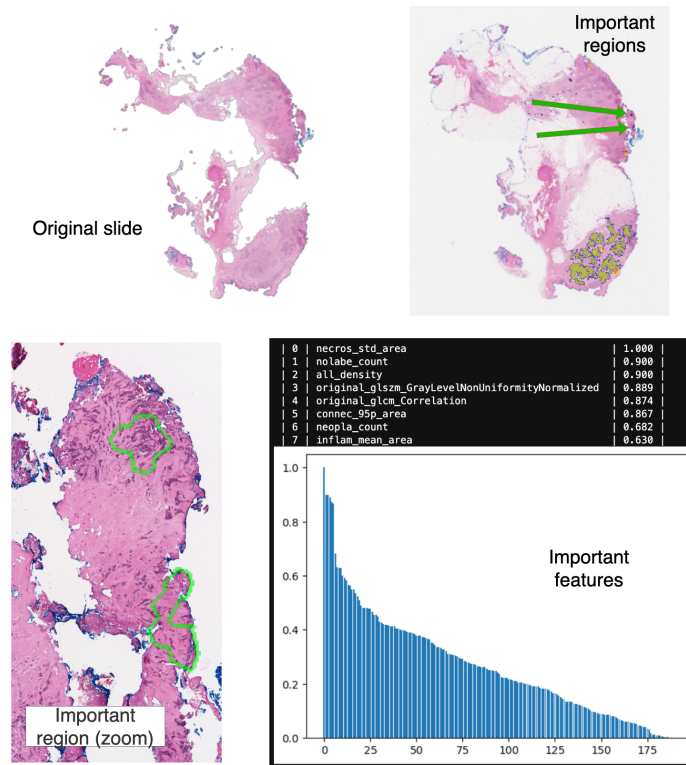 Important
regions
Original slide
Important
region (zoom)
| 0 | necros_std_area | 1.000 |
| 1 | nolabe_count | 0.900 |
| 2 | all_density | 0.900 |
| 3 | original_glszm_GrayLevelNonUniformityNormalized | 0.889 |
| 4 | original_glcm_Correlation | 0.874 |
| 5 | connec_95p_area | 0.867 |
| 6 | neopla_count | 0.682 |
| 7 | inflam_mean_area | 0.630 |
1.0
0.8
0.6
0.4
0.2
0.0
Important
features
0 25 50 75 100 125 150 175